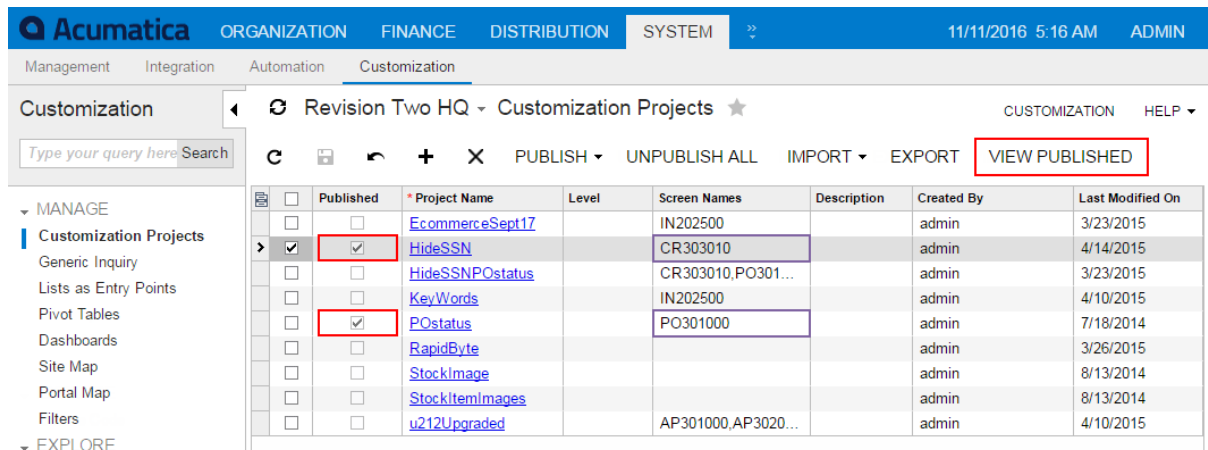 Acumatica ORGANIZATION FINANCE DISTRIBUTION SYSTEM 11/11/2016 5:16 AM ADMIN
Management Integration Automation Customization
Customization Revision Two HQ Customization Projects CUSTOMIZATION HELP
Type your query here Search PUBLISH UNPUBLISH ALL IMPORT EXPORT VIEW PUBLISHED
Published * Project Name Level Screen Names Description Created By Last Modified On
MANAGE
EcommerceSept17 IN202500 admin 3/23/2015
Customization Projects HideSSN CR303010 admin 4/14/2015
Generic Inquiry HideSSNPOstatus CR303010,PO301... admin 3/23/2015
Lists as Entry Points KeyWords IN202500 admin 4/10/2015
Pivot Tables POstatus PO301000 admin 7/18/2014
Dashboards RapidByte admin 3/26/2015
Site Map StockImage admin 8/13/2014
Portal Map StockItemImages admin 8/13/2014
Filters u212Upgraded AP301000,AP3020... admin 4/10/2015
EXPLORE